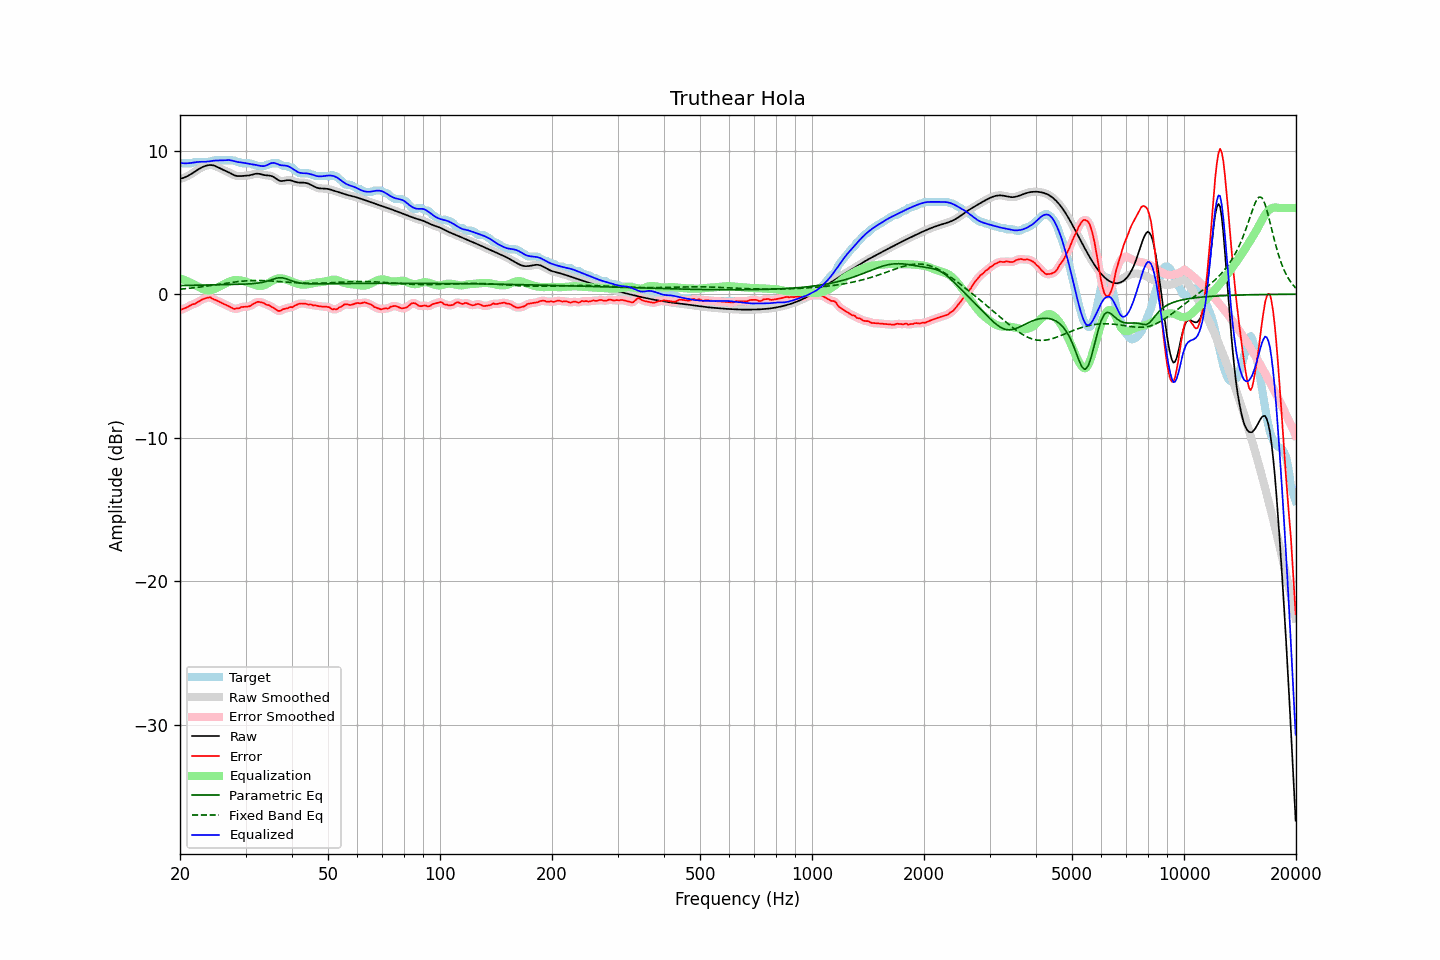 Truthear Hola
10
0
−10
−20
−30
Amplitude (dBr)
Target
Raw Smoothed
Error Smoothed
Raw
Error
Equalization
Parametric Eq
Fixed Band Eq
Equalized
20 50 100 200 500 1000 2000 5000 10000 20000
Frequency (Hz)